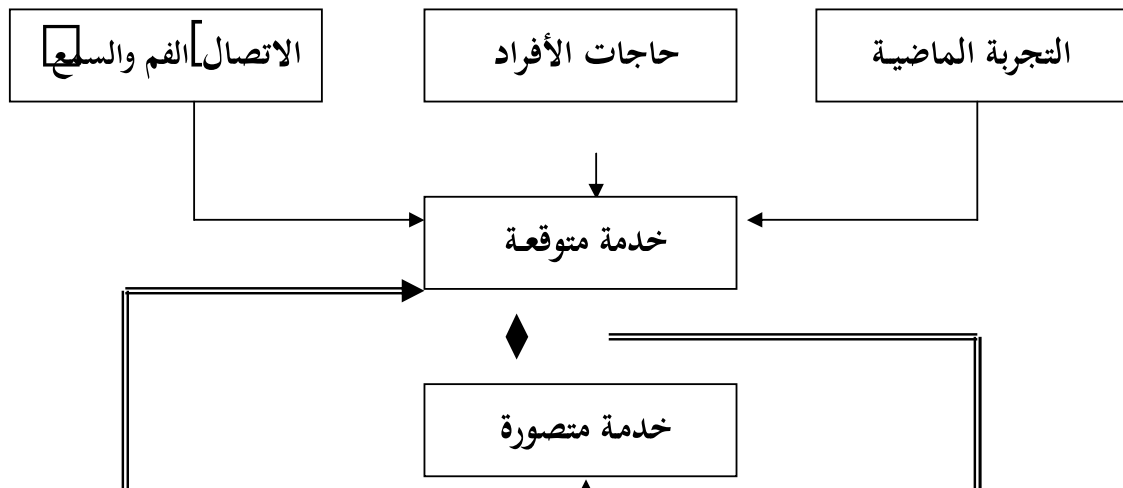 التجربة الماضية
حاجات الأفراد
الاتصال]الفم والسمع
خدمة متوقعة
خدمة متصورة